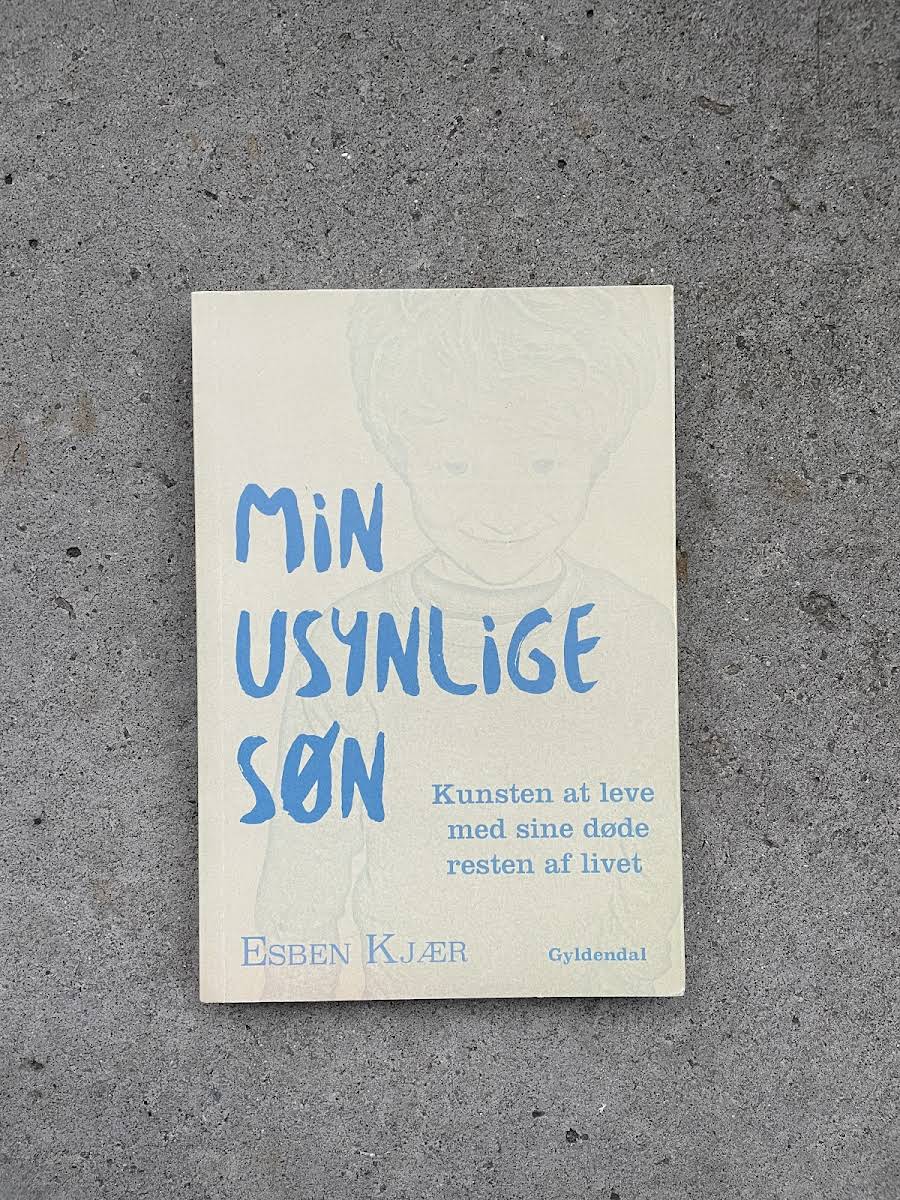 MiN
USYNLiGE
SØN
Kunsten at leve
med sine døde
resten af livet
ESBEN KJÆR
Gyldendal